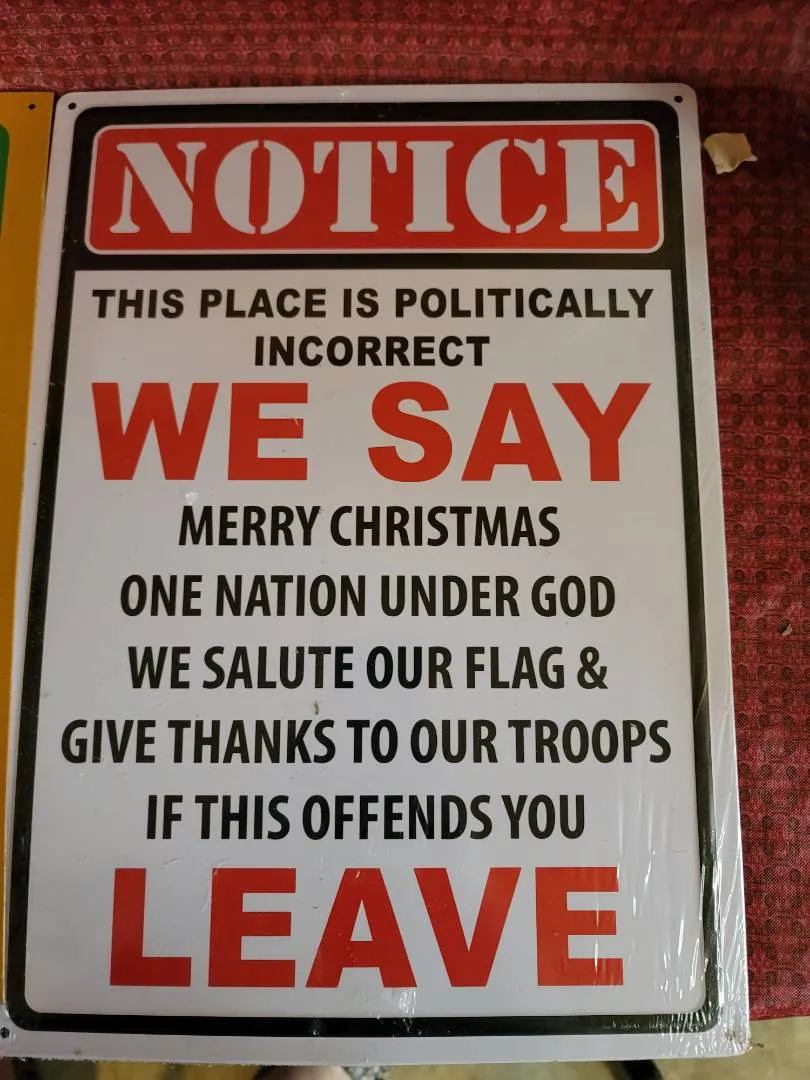 NOTICE
THIS PLACE IS POLITICALLY
INCORRECT
WE SAY
MERRY CHRISTMAS
ONE NATION UNDER GOD
WE SALUTE OUR FLAG &
GIVE THANKS TO OUR TROOPS
IF THIS OFFENDS YOU
LEAVE